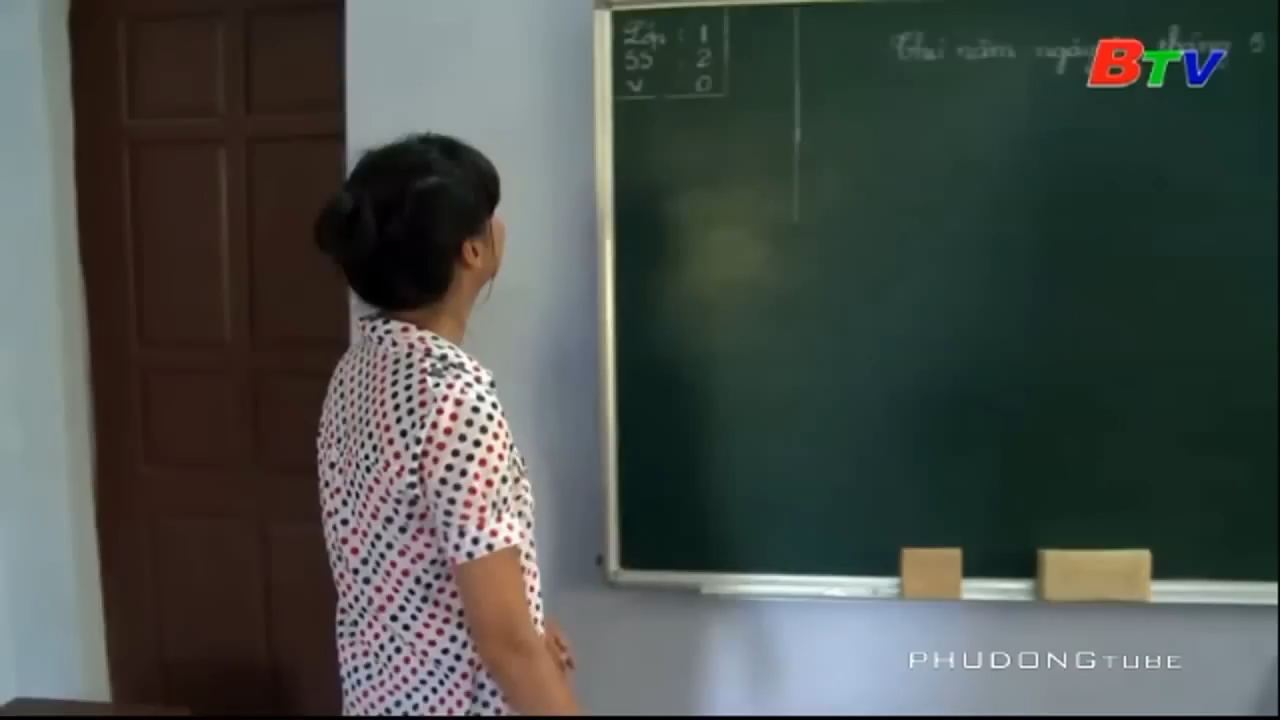 Lớp : 1
SS : 2
V : 0
Thứ năm ngày tháng 5
BTV
PHUDONGTUBE